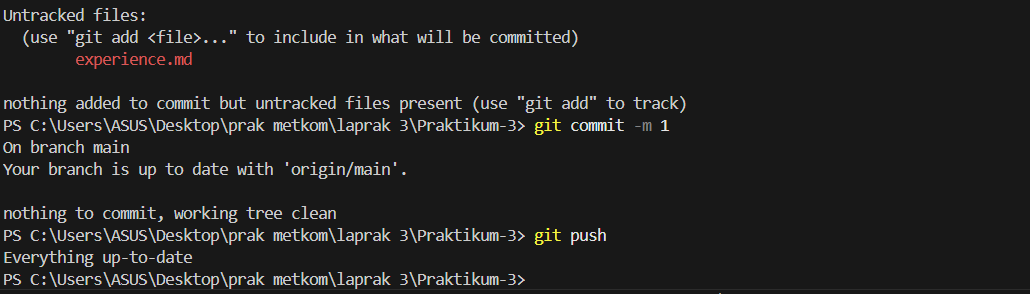 Untracked files:
(use "git add <file>..." to include in what will be committed)
experience.md
nothing added to commit but untracked files present (use "git add" to track)
PS C:\Users\ASUS\Desktop\prak metkom\laprak 3\Praktikum-3> git commit -m 1
On branch main
Your branch is up to date with 'origin/main'.
nothing to commit, working tree clean
PS C:\Users\ASUS\Desktop\prak metkom\laprak 3\Praktikum-3> git push
Everything up-to-date
PS C:\Users\ASUS\Desktop\prak metkom\laprak 3\Praktikum-3>